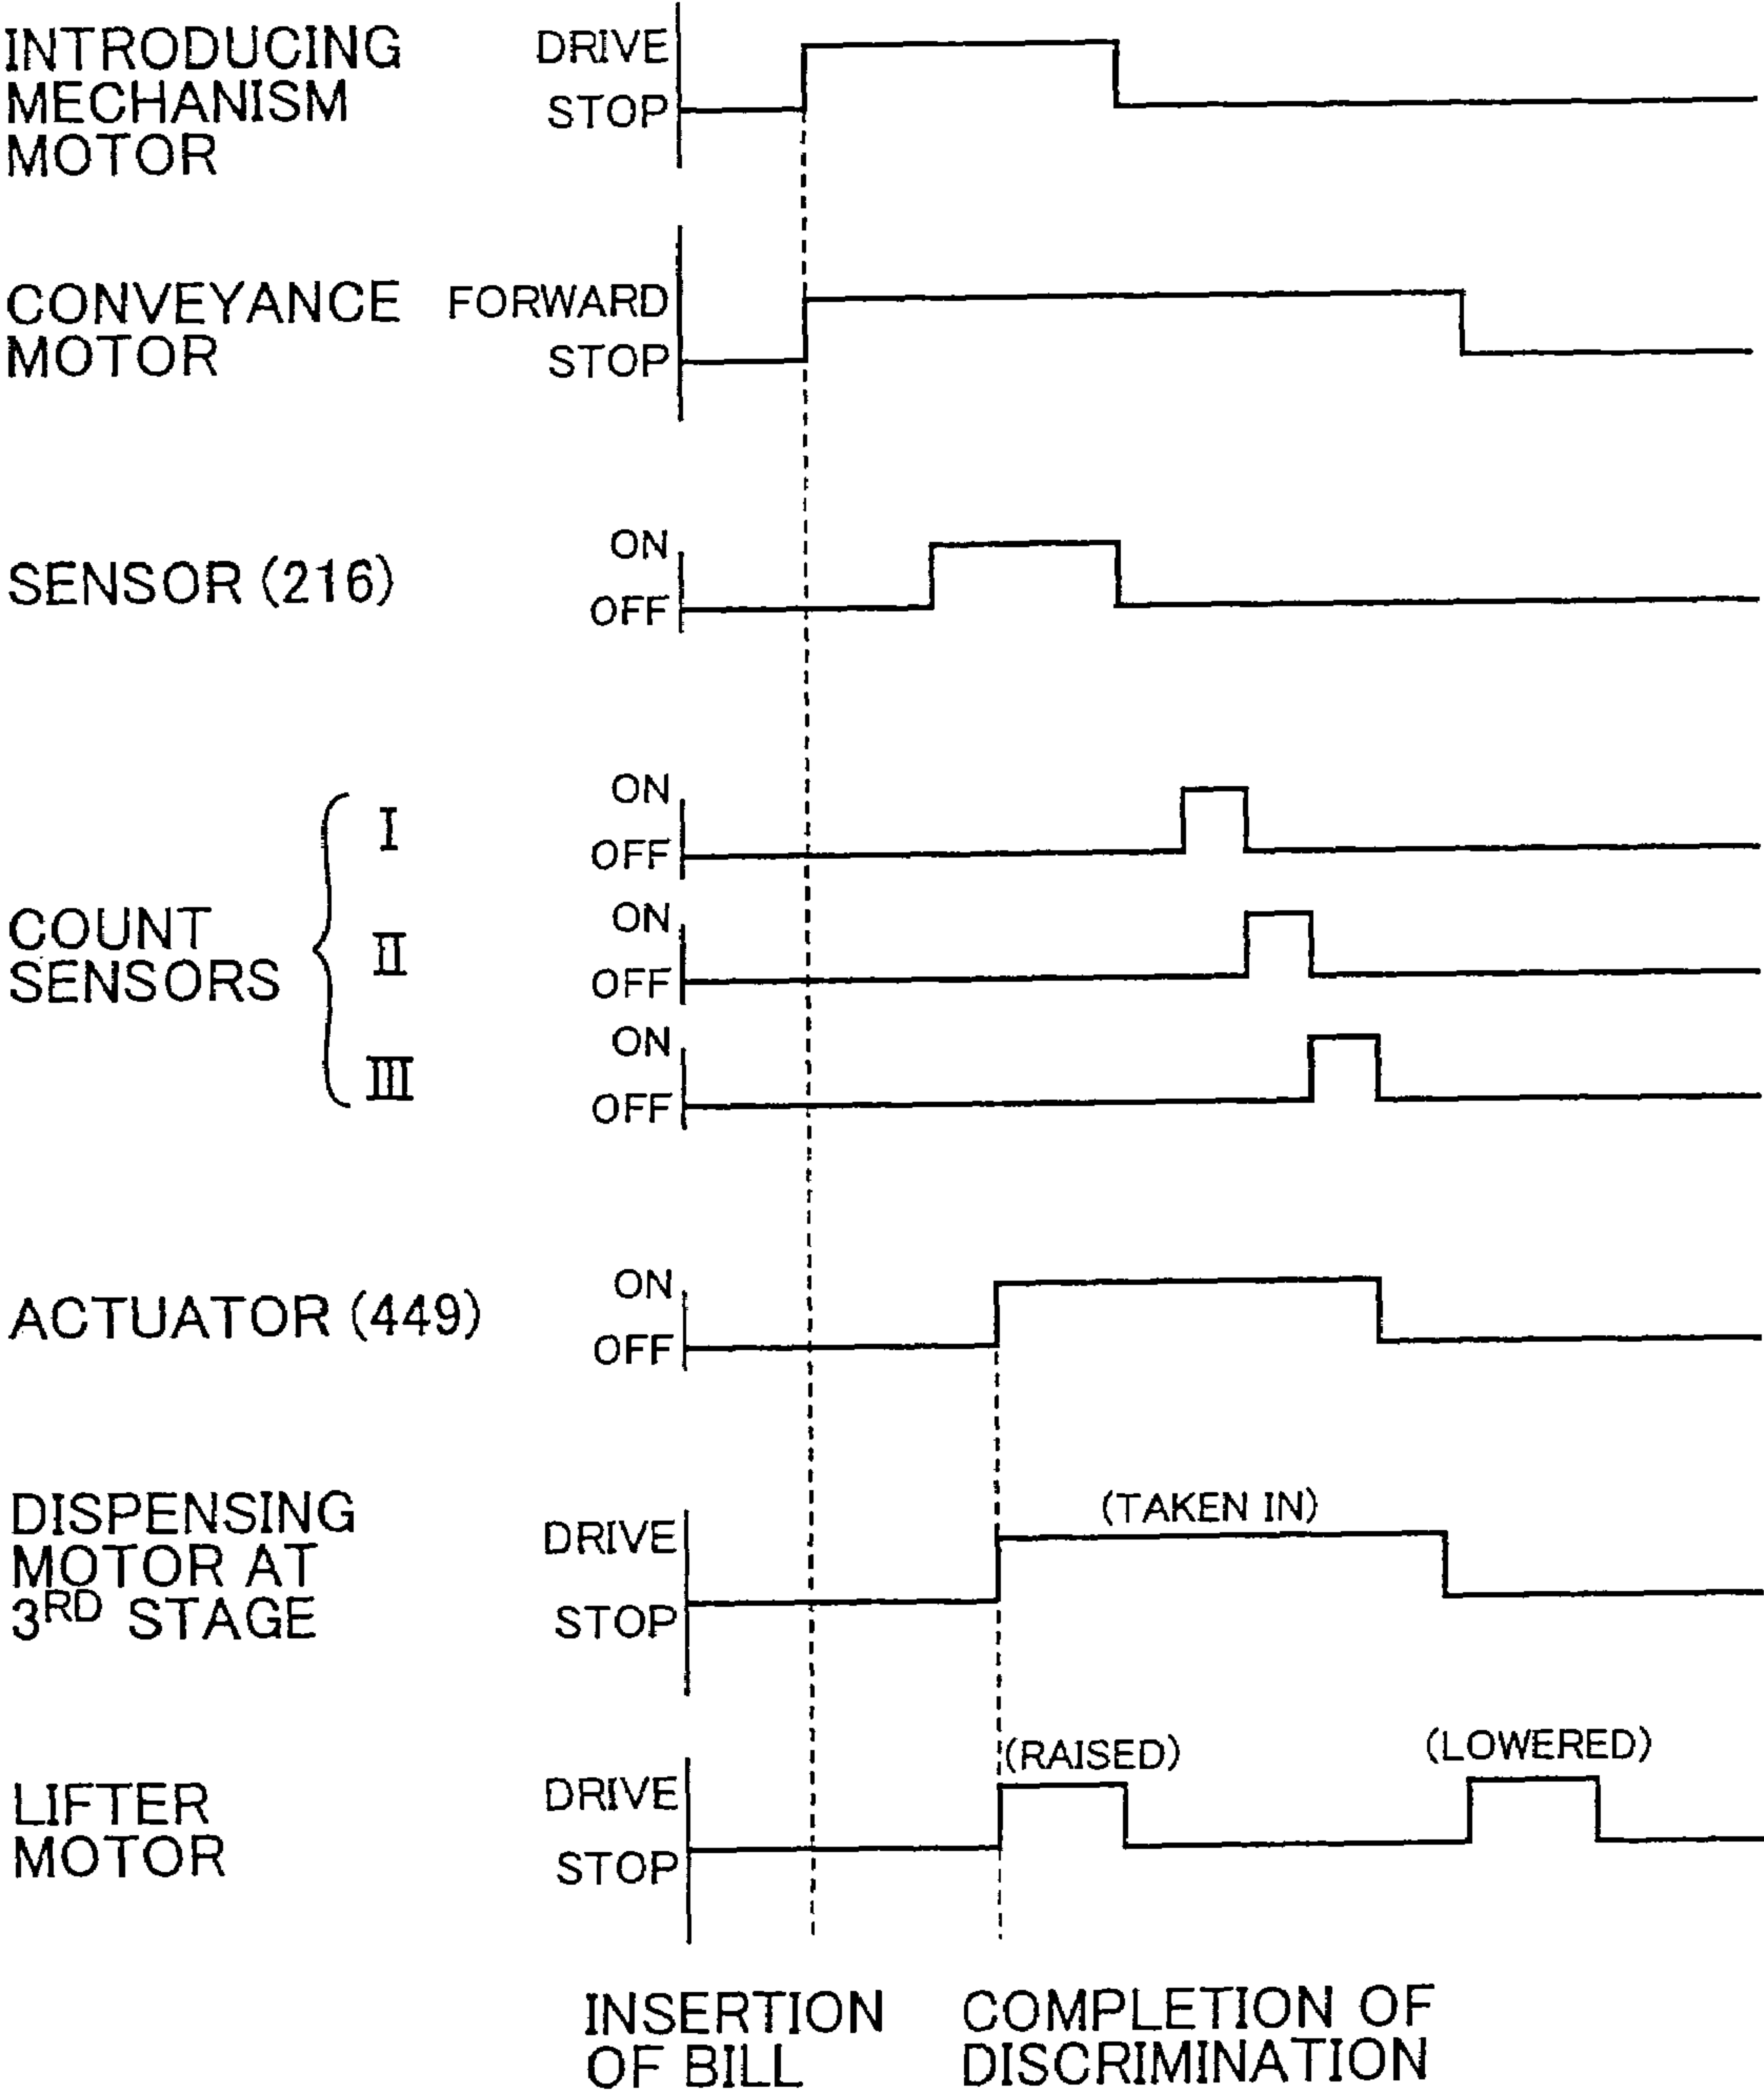 INTRODUCING
MECHANISM
MOTOR
DRIVE
STOP
CONVEYANCE
MOTOR
FORWARD
STOP
SENSOR (216)
ON
OFF
COUNT
SENSORS
I
ON
OFF
II
ON
OFF
III
ON
OFF
ACTUATOR (449)
ON
OFF
DISPENSING
MOTOR AT
3RD STAGE
DRIVE
STOP
(TAKEN IN)
LIFTER
MOTOR
DRIVE
STOP
(RAISED)
(LOWERED)
INSERTION
OF BILL
COMPLETION OF
DISCRIMINATION